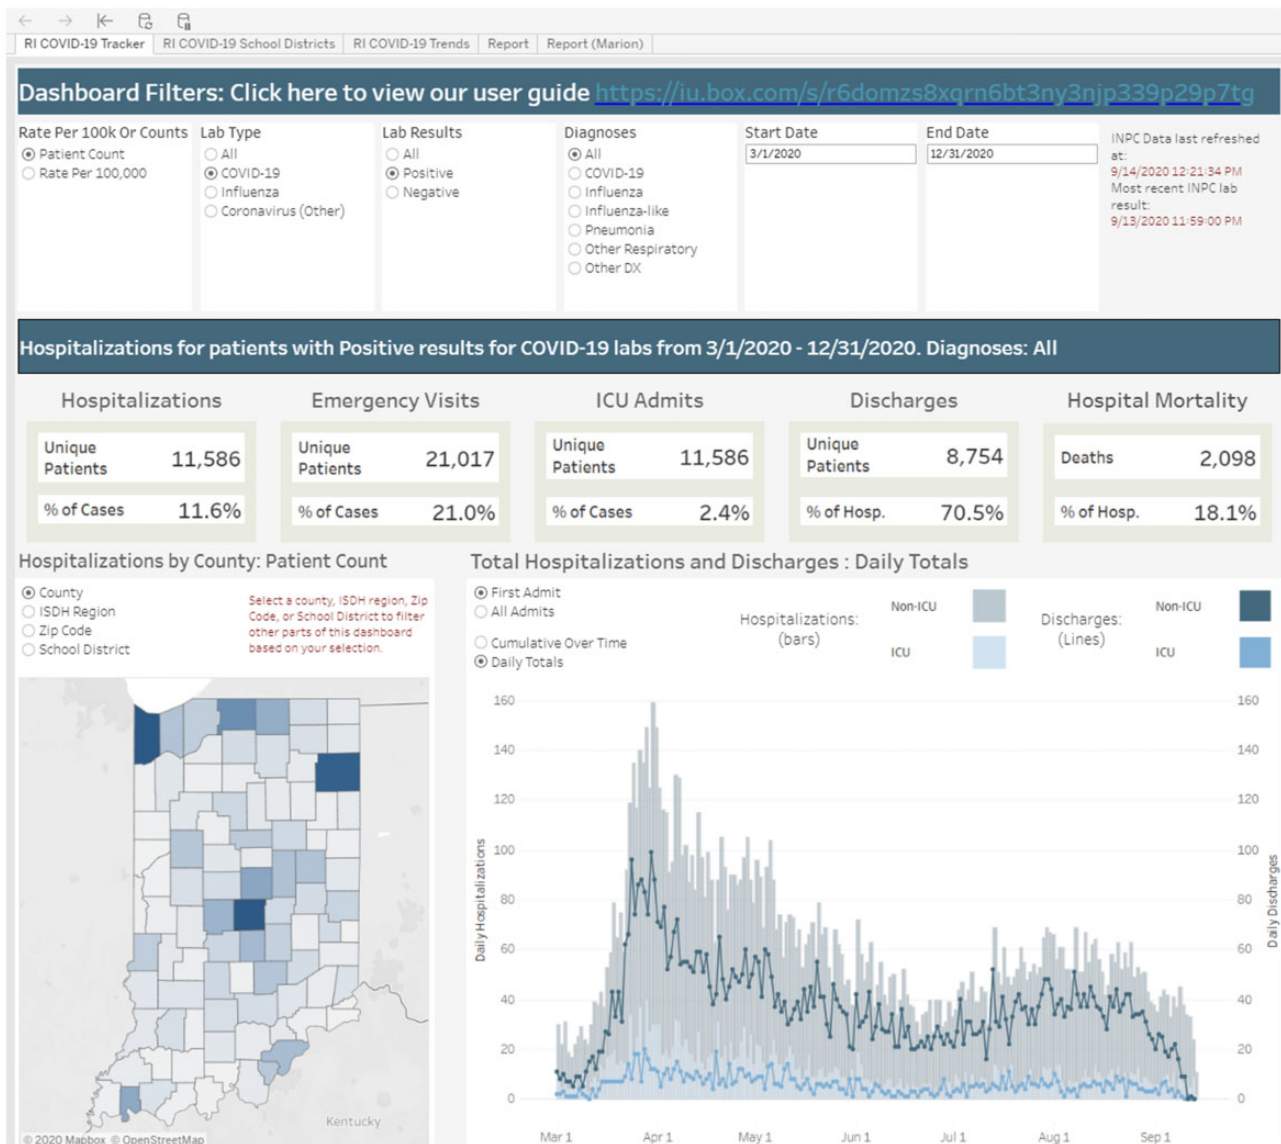 RI COVID-19 Tracker RI COVID-19 School Districts RI COVID-19 Trends Report Report (Marion)
Dashboard Filters: Click here to view our user guide https://iu.box.com/s/r6domzs8xqrn6bt3ny3njp339p29p7tg
Rate Per 100k Or Counts
Patient Count
Rate Per 100,000
Lab Type
All
COVID-19
Influenza
Coronavirus (Other)
Lab Results
All
Positive
Negative
Diagnoses
All
COVID-19
Influenza
Influenza-like
Pneumonia
Other Respiratory
Other DX
Start Date
3/1/2020
End Date
12/31/2020
INPC Data last refreshed
at:
9/14/2020 12:21:34 PM
Most recent INPC lab
result:
9/13/2020 11:59:00 PM
Hospitalizations for patients with Positive results for COVID-19 labs from 3/1/2020 - 12/31/2020. Diagnoses: All
Hospitalizations
Unique
Patients 11,586
% of Cases 11.6%
Emergency Visits
Unique
Patients 21,017
% of Cases 21.0%
ICU Admits
Unique
Patients 11,586
% of Cases 2.4%
Discharges
Unique
Patients 8,754
% of Hosp. 70.5%
Hospital Mortality
Deaths 2,098
% of Hosp. 18.1%
Hospitalizations by County: Patient Count
County
ISDH Region
Zip Code
School District
Select a county, ISDH region, Zip
Code, or School District to filter
other parts of this dashboard
based on your selection.
Kentucky
© 2020 Mapbox © OpenStreetMap
Total Hospitalizations and Discharges : Daily Totals
First Admit
All Admits
Cumulative Over Time
Daily Totals
Hospitalizations:
(bars)
Non-ICU
ICU
Discharges:
(Lines)
Non-ICU
ICU
Daily Hospitalizations
160 160
140 140
120 120
100 100
80 80
60 60
40 40
20 20
0 0
Daily Discharges
Mar 1 Apr 1 May 1 Jun 1 Jul 1 Aug 1 Sep 1